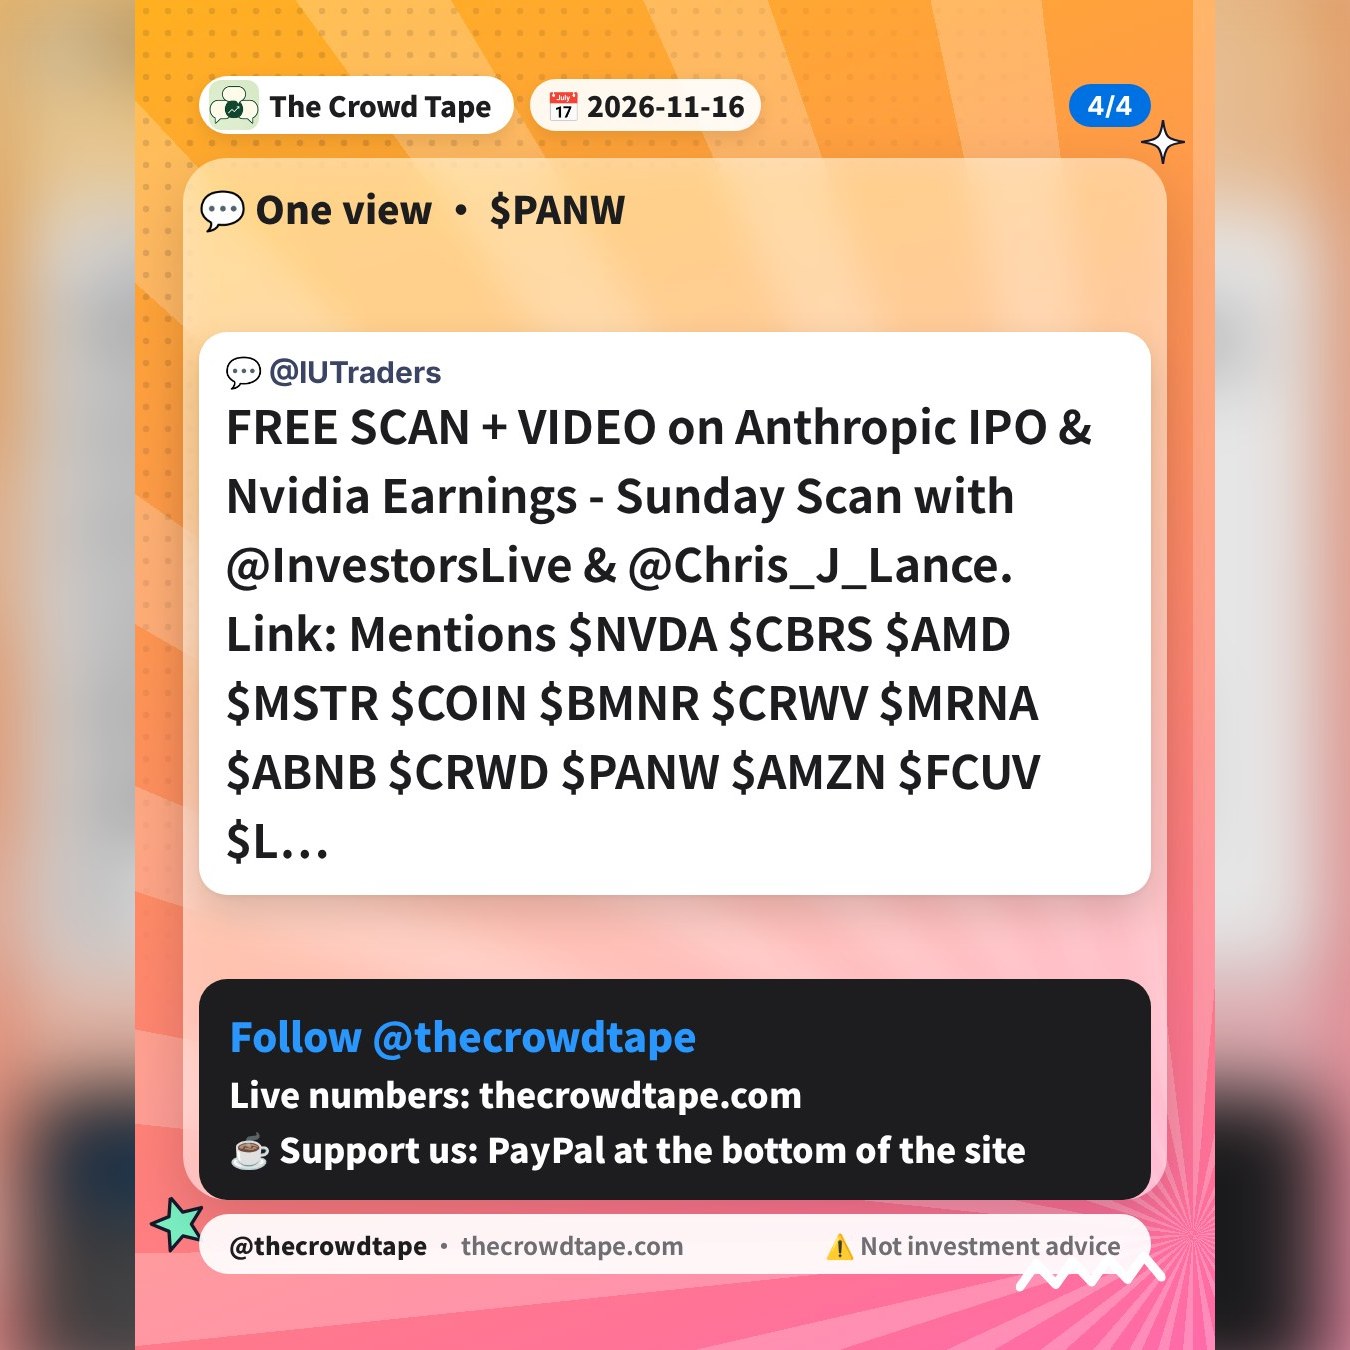 The Crowd Tape
📅 2026-11-16
4/4
💬 One view • $PANW
💬 @IUTraders
FREE SCAN + VIDEO on Anthropic IPO &
Nvidia Earnings - Sunday Scan with
@InvestorsLive & @Chris_J_Lance.
Link: Mentions $NVDA $CBRS $AMD
$MSTR $COIN $BMNR $CRWV $MRNA
$ABNB $CRWD $PANW $AMZN $FCUV
$L…
Follow @thecrowdtape
Live numbers: thecrowdtape.com
☕ Support us: PayPal at the bottom of the site
@thecrowdtape • thecrowdtape.com
⚠️ Not investment advice